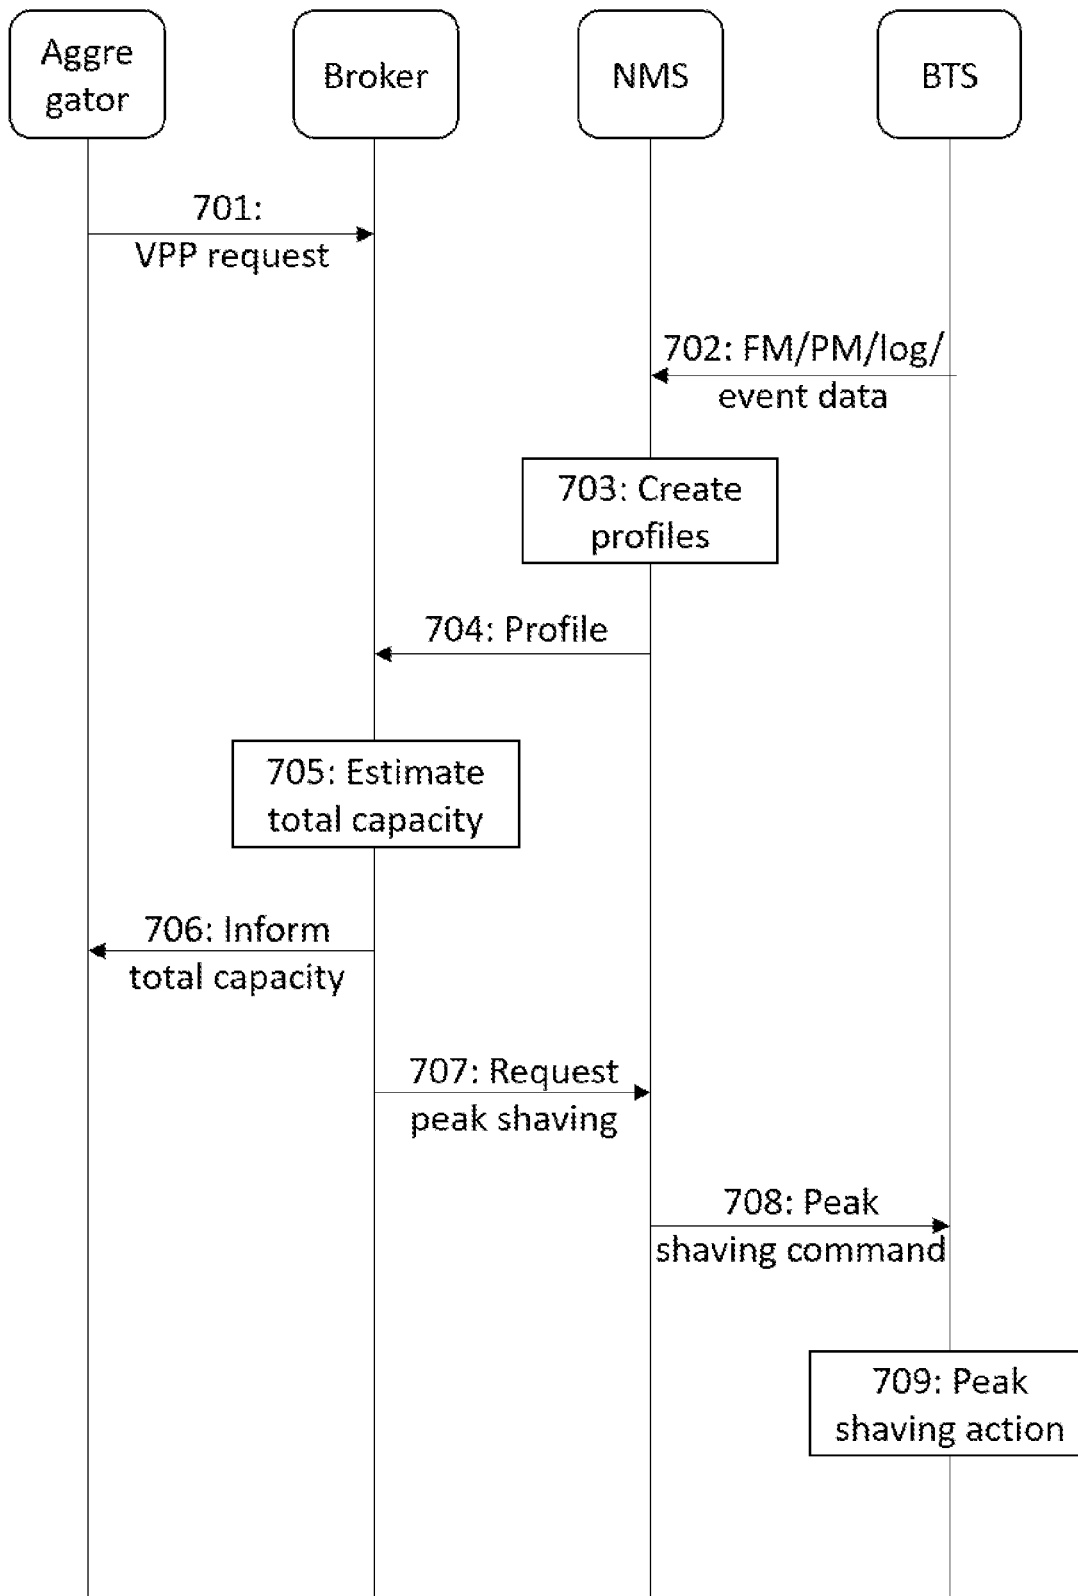 Aggre
gator
Broker
NMS
BTS
701:
VPP request
702: FM/PM/log/
event data
703: Create
profiles
704: Profile
705: Estimate
total capacity
706: Inform
total capacity
707: Request
peak shaving
708: Peak
shaving command
709: Peak
shaving action